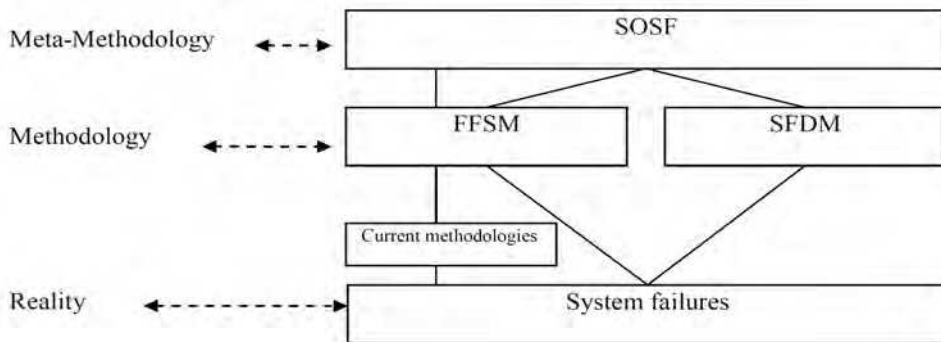 Meta-Methodology
SOSF
Methodology
FFSM
SFDM
Current methodologies
Reality
System failures